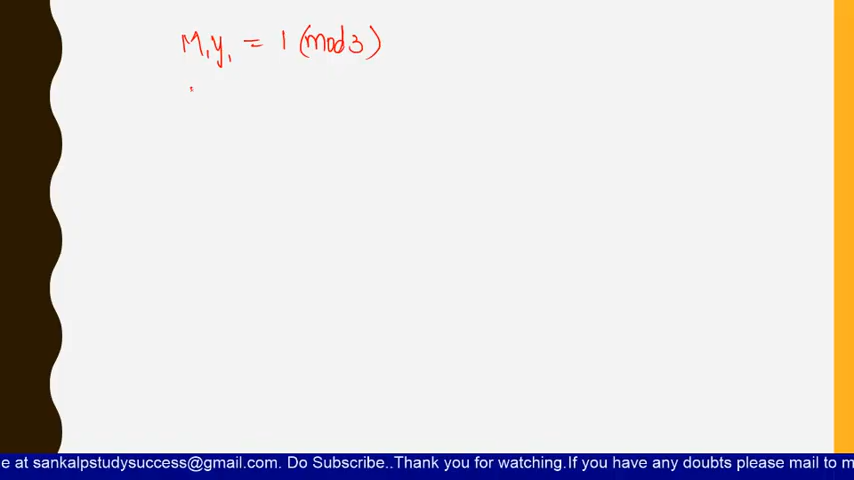 M₁y₁ = 1 (mod 3)
e at sankalpstudysuccess@gmail.com. Do Subscribe..Thank you for watching.If you have any doubts please mail to m